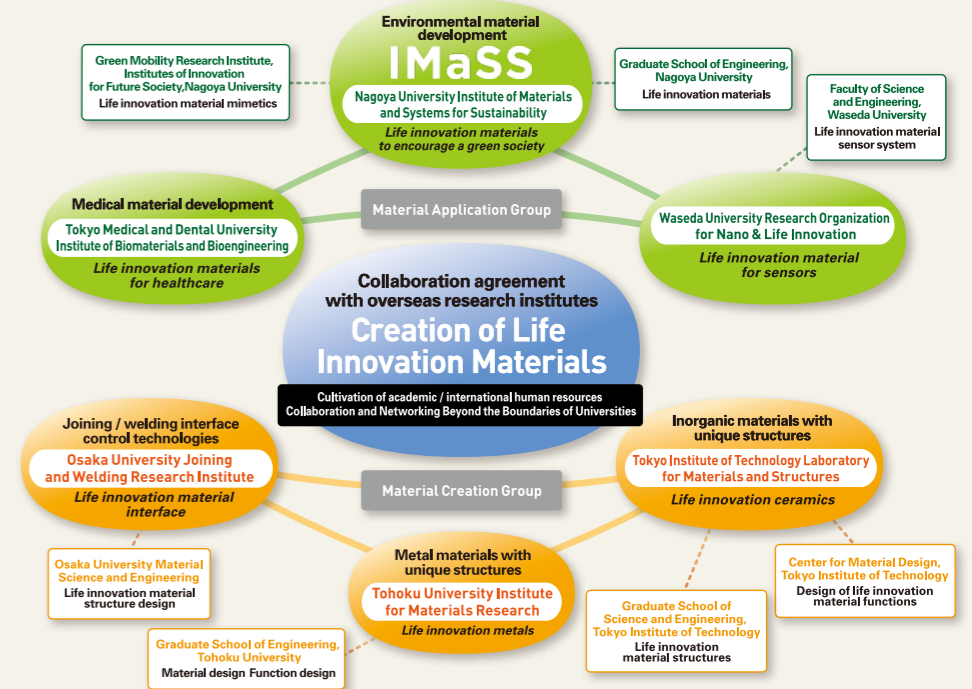 Environmental material
development
IMaSS
Nagoya University Institute of Materials
and Systems for Sustainability
Life innovation materials
to encourage a green society
Green Mobility Research Institute,
Institutes of Innovation
for Future Society,Nagoya University
Life innovation material mimetics
Graduate School of Engineering,
Nagoya University
Life innovation materials
Faculty of Science
and Engineering,
Waseda University
Life innovation material
sensor system
Medical material development
Tokyo Medical and Dental University
Institute of Biomaterials and Bioengineering
Life innovation materials
for healthcare
Material Application Group
Waseda University Research Organization
for Nano & Life Innovation
Life innovation material
for sensors
Collaboration agreement
with overseas research institutes
Creation of Life
Innovation Materials
Cultivation of academic / international human resources
Collaboration and Networking Beyond the Boundaries of Universities
Joining / welding interface
control technologies
Osaka University Joining
and Welding Research Institute
Life innovation material
interface
Material Creation Group
Inorganic materials with
unique structures
Tokyo Institute of Technology Laboratory
for Materials and Structures
Life innovation ceramics
Metal materials with
unique structures
Tohoku University Institute
for Materials Research
Life innovation metals
Osaka University Material
Science and Engineering
Life innovation material
structure design
Graduate School of Engineering,
Tohoku University
Material design Function design
Graduate School of
Science and Engineering,
Tokyo Institute of Technology
Life innovation
material structures
Center for Material Design,
Tokyo Institute of Technology
Design of life innovation
material functions